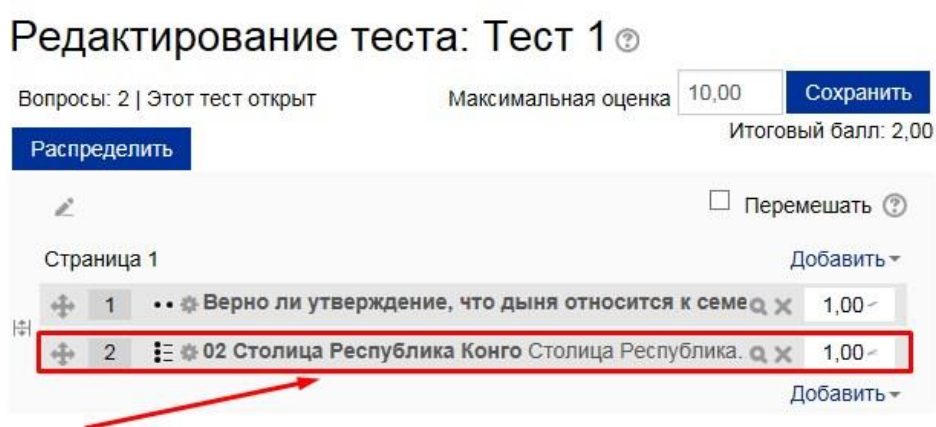 Редактирование теста: Тест 1
Вопросы: 2 | Этот тест открыт Максимальная оценка 10,00 Сохранить
Итоговый балл: 2,00
Распределить
Перемешать
Страница 1 Добавить
1 Верно ли утверждение, что дыня относится к семе 1,00
2 02 Столица Республика Конго Столица Республика. 1,00
Добавить